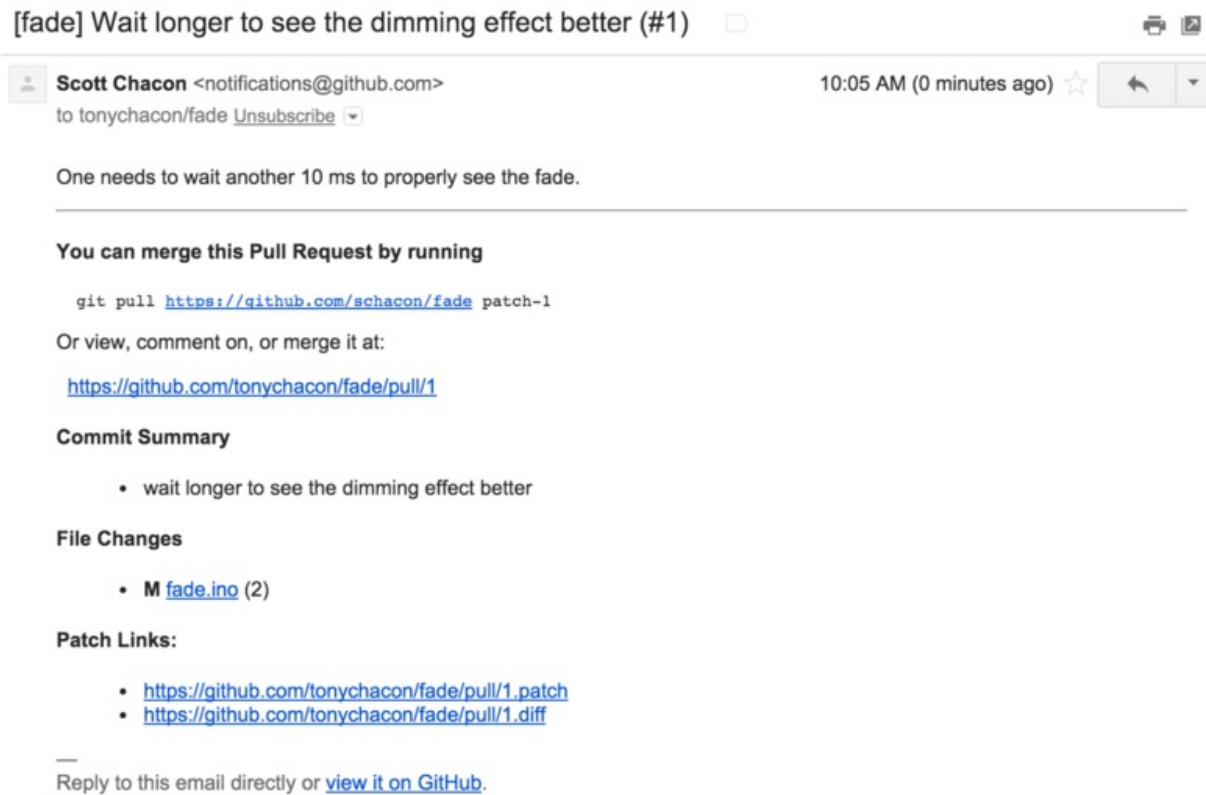 [fade] Wait longer to see the dimming effect better (#1)
Scott Chacon <notifications@github.com>
10:05 AM (0 minutes ago)
to tonychacon/fade Unsubscribe
One needs to wait another 10 ms to properly see the fade.
You can merge this Pull Request by running
git pull https://github.com/schacon/fade patch-1
Or view, comment on, or merge it at:
https://github.com/tonychacon/fade/pull/1
Commit Summary
• wait longer to see the dimming effect better
File Changes
• M fade.ino (2)
Patch Links:
• https://github.com/tonychacon/fade/pull/1.patch
• https://github.com/tonychacon/fade/pull/1.diff
—
Reply to this email directly or view it on GitHub.